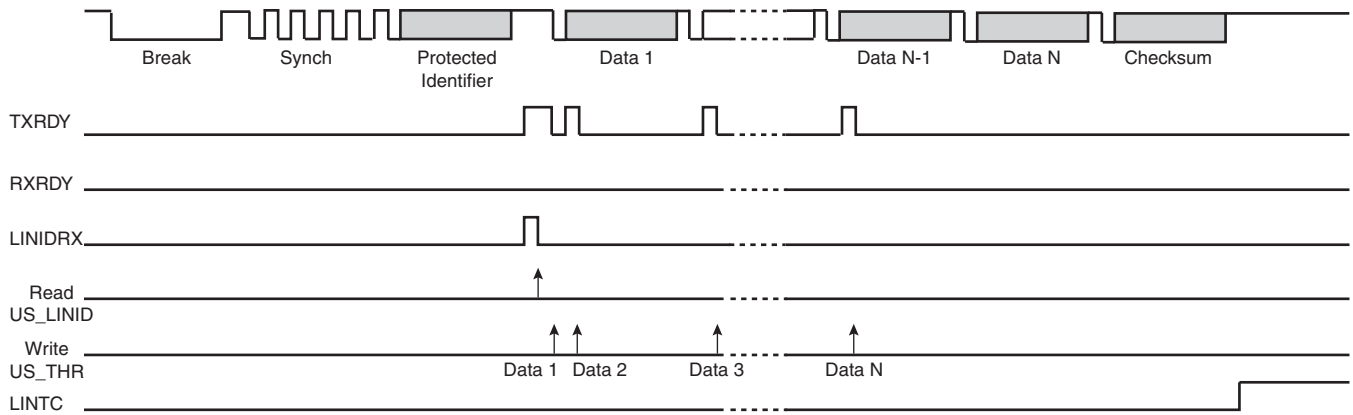 Break Synch Protected Data 1 Data N-1 Data N Checksum
Identifier
TXRDY
RXRDY
LINIDRX
Read
US_LINID
Write
US_THR Data 1 Data 2 Data 3 Data N
LINTC